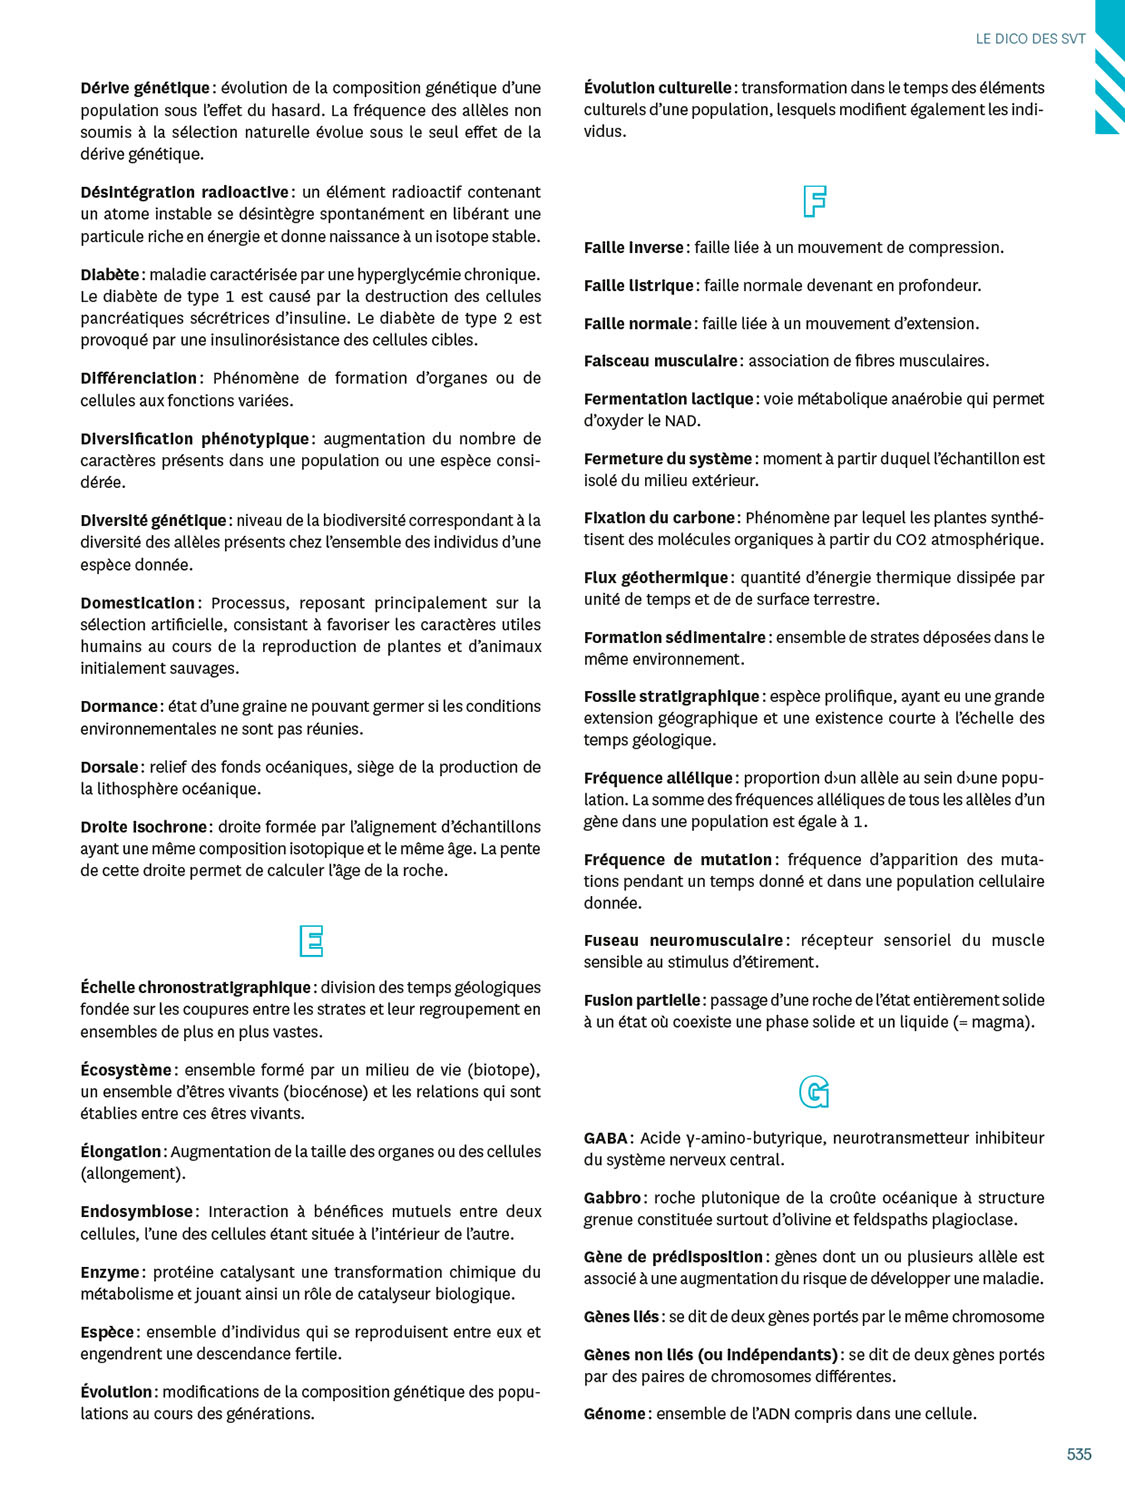 LE DICO DES SVT
Dérive génétique : évolution de la composition génétique d’une
population sous l’effet du hasard. La fréquence des allèles non
soumis à la sélection naturelle évolue sous le seul effet de la
dérive génétique.
Désintégration radioactive : un élément radioactif contenant
un atome instable se désintègre spontanément en libérant une
particule riche en énergie et donne naissance à un isotope stable.
Diabète : maladie caractérisée par une hyperglycémie chronique.
Le diabète de type 1 est causé par la destruction des cellules
pancréatiques sécrétrices d’insuline. Le diabète de type 2 est
provoqué par une insulinorésistance des cellules cibles.
Différenciation : Phénomène de formation d’organes ou de
cellules aux fonctions variées.
Diversification phénotypique : augmentation du nombre de
caractères présents dans une population ou une espèce consi-
dérée.
Diversité génétique : niveau de la biodiversité correspondant à la
diversité des allèles présents chez l’ensemble des individus d’une
espèce donnée.
Domestication : Processus, reposant principalement sur la
sélection artificielle, consistant à favoriser les caractères utiles
humains au cours de la reproduction de plantes et d’animaux
initialement sauvages.
Dormance : état d’une graine ne pouvant germer si les conditions
environnementales ne sont pas réunies.
Dorsale : relief des fonds océaniques, siège de la production de
la lithosphère océanique.
Droite isochrone : droite formée par l’alignement d’échantillons
ayant une même composition isotopique et le même âge. La pente
de cette droite permet de calculer l’âge de la roche.
E
Échelle chronostratigraphique : division des temps géologiques
fondée sur les coupures entre les strates et leur regroupement en
ensembles de plus en plus vastes.
Écosystème : ensemble formé par un milieu de vie (biotope),
un ensemble d’êtres vivants (biocénose) et les relations qui sont
établies entre ces êtres vivants.
Élongation : Augmentation de la taille des organes ou des cellules
(allongement).
Endosymbiose : Interaction à bénéfices mutuels entre deux
cellules, l’une des cellules étant située à l’intérieur de l’autre.
Enzyme : protéine catalysant une transformation chimique du
métabolisme et jouant ainsi un rôle de catalyseur biologique.
Espèce : ensemble d’individus qui se reproduisent entre eux et
engendrent une descendance fertile.
Évolution : modifications de la composition génétique des popu-
lations au cours des générations.
Évolution culturelle : transformation dans le temps des éléments
culturels d’une population, lesquels modifient également les indi-
vidus.
F
Faille inverse : faille liée à un mouvement de compression.
Faille listrique : faille normale devenant en profondeur.
Faille normale : faille liée à un mouvement d’extension.
Faisceau musculaire : association de fibres musculaires.
Fermentation lactique : voie métabolique anaérobie qui permet
d’oxyder le NAD.
Fermeture du système : moment à partir duquel l’échantillon est
isolé du milieu extérieur.
Fixation du carbone : Phénomène par lequel les plantes synthé-
tisent des molécules organiques à partir du CO2 atmosphérique.
Flux géothermique : quantité d’énergie thermique dissipée par
unité de temps et de de surface terrestre.
Formation sédimentaire : ensemble de strates déposées dans le
même environnement.
Fossile stratigraphique : espèce prolifique, ayant eu une grande
extension géographique et une existence courte à l’échelle des
temps géologique.
Fréquence allélique : proportion d›un allèle au sein d›une popu-
lation. La somme des fréquences alléliques de tous les allèles d’un
gène dans une population est égale à 1.
Fréquence de mutation : fréquence d’apparition des muta-
tions pendant un temps donné et dans une population cellulaire
donnée.
Fuseau neuromusculaire : récepteur sensoriel du muscle
sensible au stimulus d’étirement.
Fusion partielle : passage d’une roche de l’état entièrement solide
à un état où coexiste une phase solide et un liquide (= magma).
G
GABA : Acide γ-amino-butyrique, neurotransmetteur inhibiteur
du système nerveux central.
Gabbro : roche plutonique de la croûte océanique à structure
grenue constituée surtout d’olivine et feldspaths plagioclase.
Gène de prédisposition : gènes dont un ou plusieurs allèle est
associé à une augmentation du risque de développer une maladie.
Gènes liés : se dit de deux gènes portés par le même chromosome
Gènes non liés (ou indépendants) : se dit de deux gènes portés
par des paires de chromosomes différentes.
Génome : ensemble de l’ADN compris dans une cellule.
535